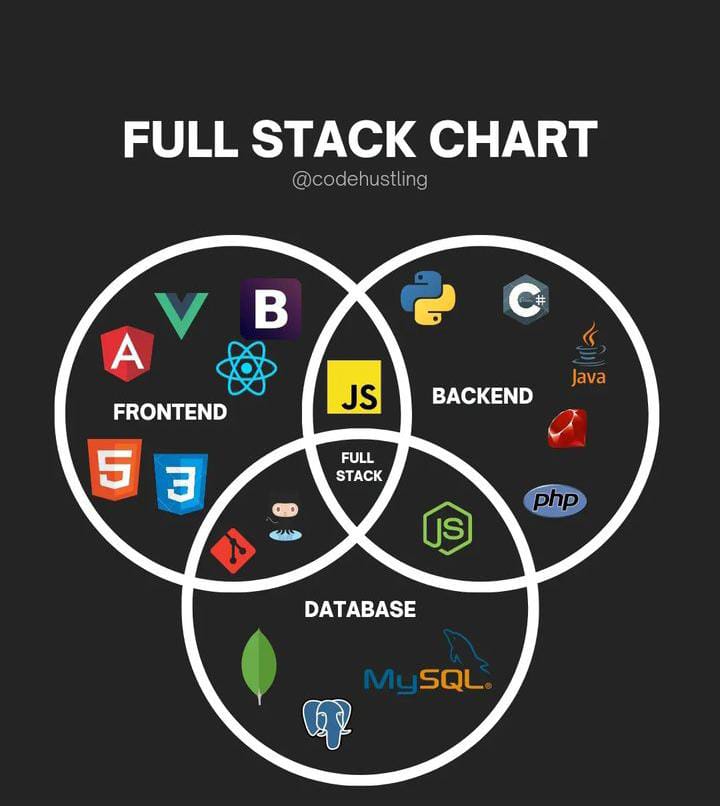 FULL STACK CHART
@codehustling
B
A
C#
JS
Java
FRONTEND
BACKEND
FULL
STACK
5
3
php
JS
DATABASE
MySQL®